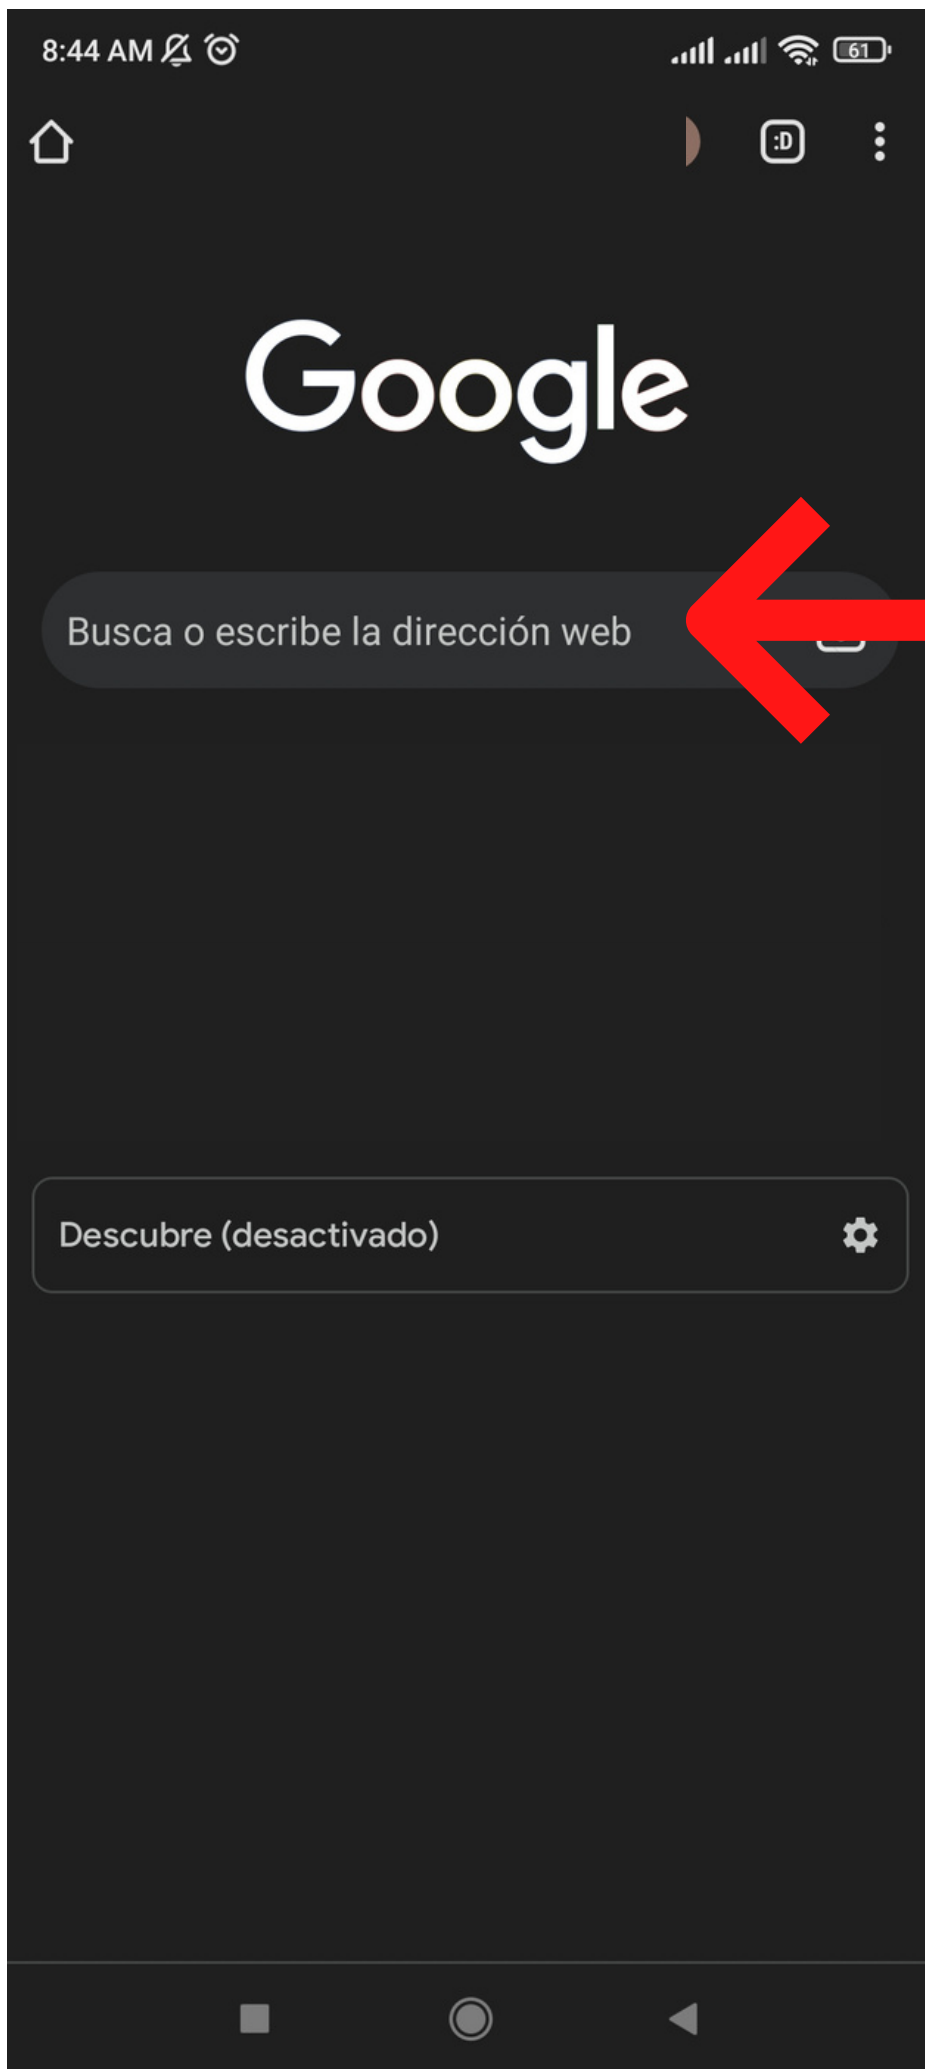 8:44 AM
61
:D
Google
Busca o escribe la dirección web
Descubre (desactivado)